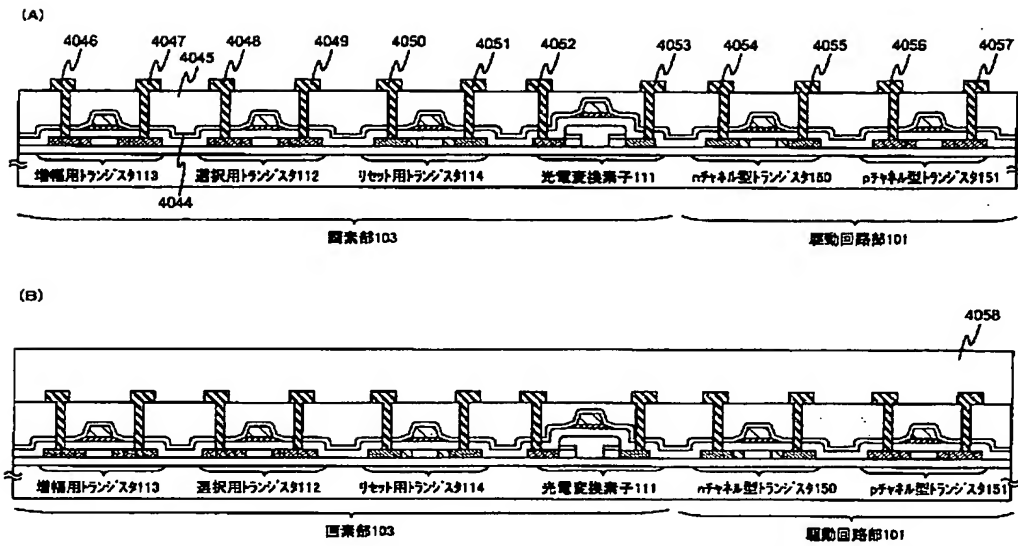 (A)
4046 4047 4045 4048 4049 4050 4051 4052 4053 4054 4055 4056 4057
増幅用トランジスタ113 選択用トランジスタ112 リセット用トランジスタ114 光電変換素子111 nチャネル型トランジスタ150 pチャネル型トランジスタ151
4044
画素部103 駆動回路部101
(B)
4058
増幅用トランジスタ113 選択用トランジスタ112 リセット用トランジスタ114 光電変換素子111 nチャネル型トランジスタ150 pチャネル型トランジスタ151
画素部103 駆動回路部101